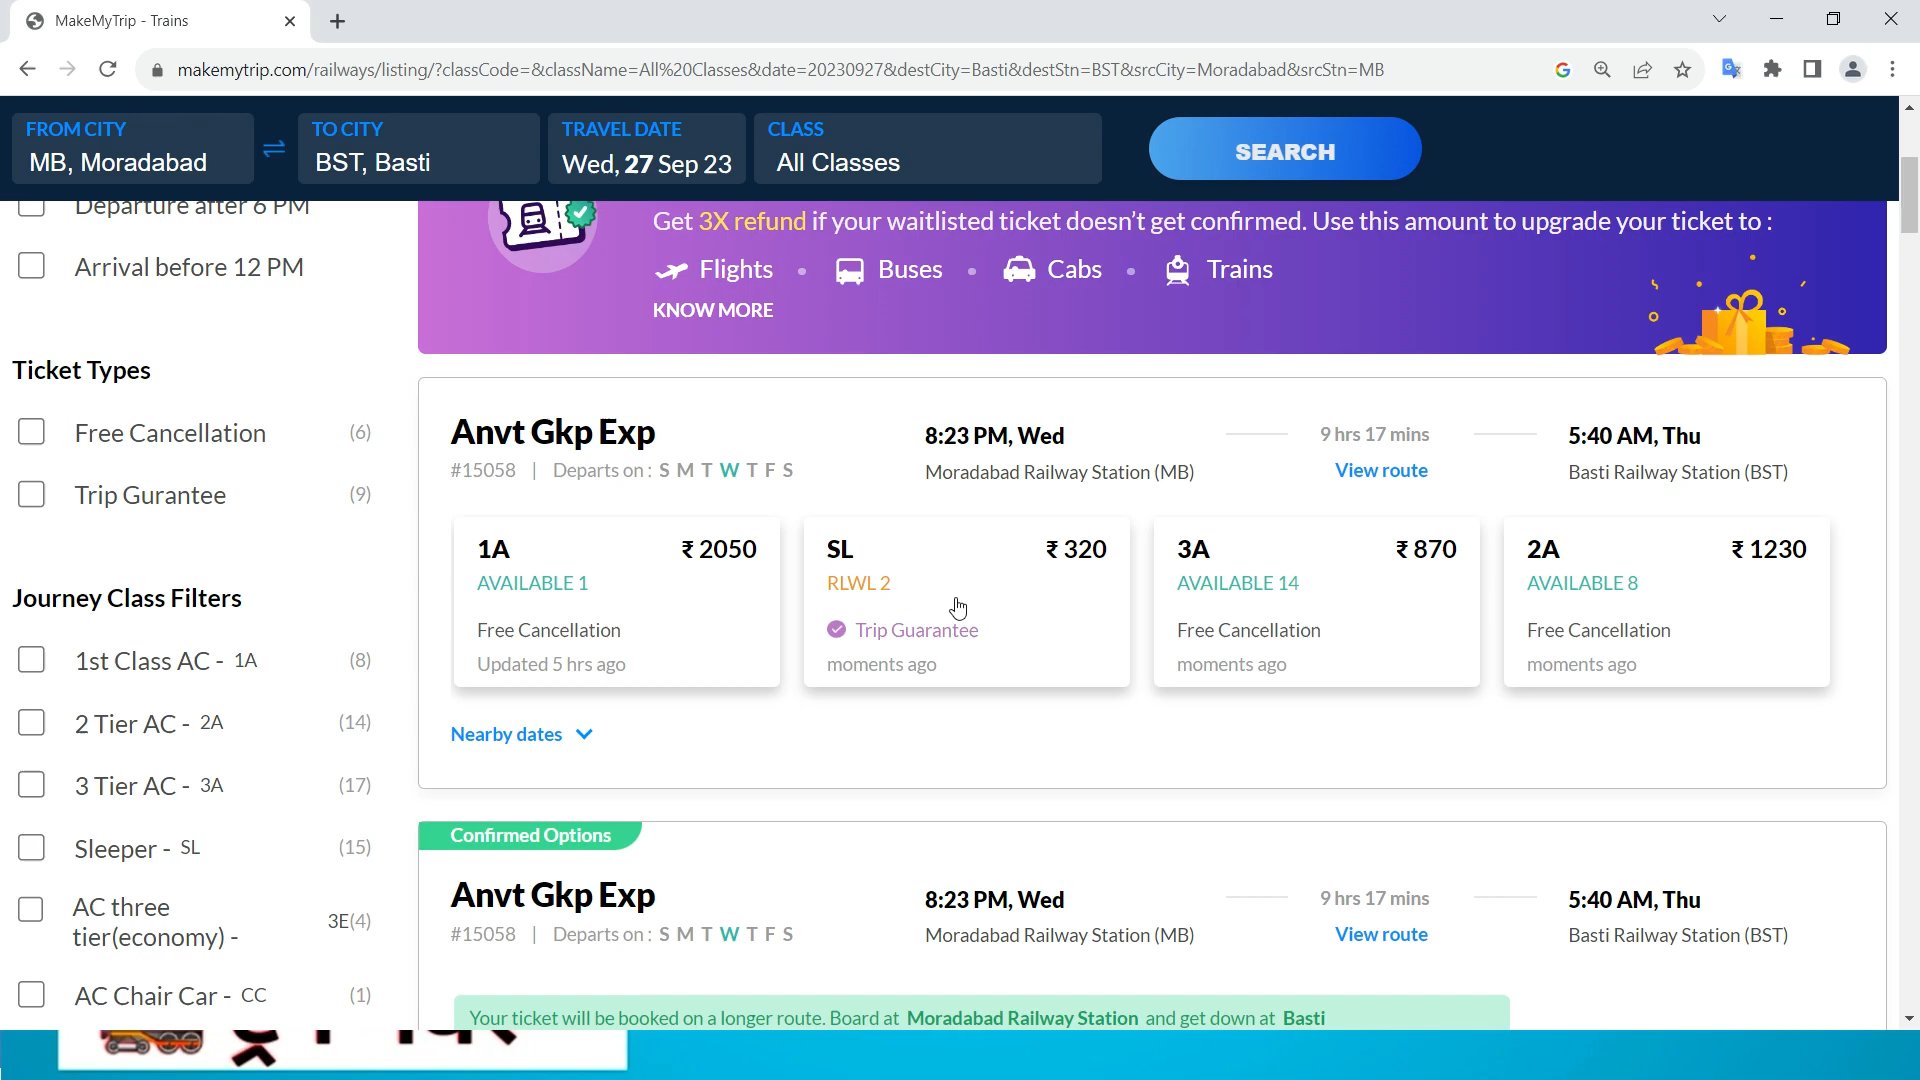 MakeMyTrip - Trains
makemytrip.com/railways/listing/?classCode=&className=All%20Classes&date=20230927&destCity=Basti&destStn=BST&srcCity=Moradabad&srcStn=MB
FROM CITY
MB, Moradabad
TO CITY
BST, Basti
TRAVEL DATE
Wed, 27 Sep 23
CLASS
All Classes
SEARCH
Departure after 6 PM
Arrival before 12 PM
Ticket Types
Free Cancellation (6)
Trip Gurantee (9)
Journey Class Filters
1st Class AC - 1A (8)
2 Tier AC - 2A (14)
3 Tier AC - 3A (17)
Sleeper - SL (15)
AC three
tier(economy) - 3E(4)
AC Chair Car - CC (1)
Get 3X refund if your waitlisted ticket doesn't get confirmed. Use this amount to upgrade your ticket to :
Flights • Buses • Cabs • Trains
KNOW MORE
Anvt Gkp Exp
#15058 | Departs on : S M T W T F S
8:23 PM, Wed
Moradabad Railway Station (MB)
9 hrs 17 mins
View route
5:40 AM, Thu
Basti Railway Station (BST)
1A ₹ 2050
AVAILABLE 1
Free Cancellation
Updated 5 hrs ago
SL ₹ 320
RLWL 2
Trip Guarantee
moments ago
3A ₹ 870
AVAILABLE 14
Free Cancellation
moments ago
2A ₹ 1230
AVAILABLE 8
Free Cancellation
moments ago
Nearby dates
Confirmed Options
Anvt Gkp Exp
#15058 | Departs on : S M T W T F S
8:23 PM, Wed
Moradabad Railway Station (MB)
9 hrs 17 mins
View route
5:40 AM, Thu
Basti Railway Station (BST)
Your ticket will be booked on a longer route. Board at Moradabad Railway Station and get down at Basti